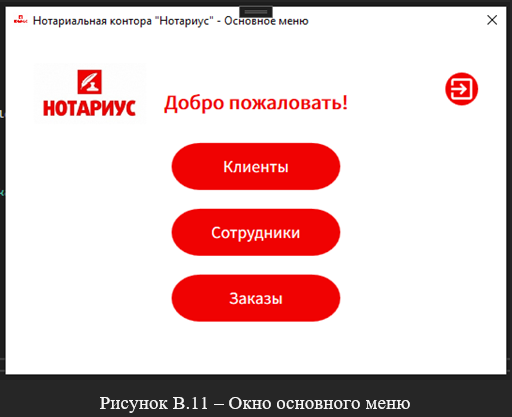 Нотариальная контора "Нотариус" - Основное меню
НОТАРИУС
Добро пожаловать!
Клиенты
Сотрудники
Заказы
Рисунок В.11 – Окно основного меню